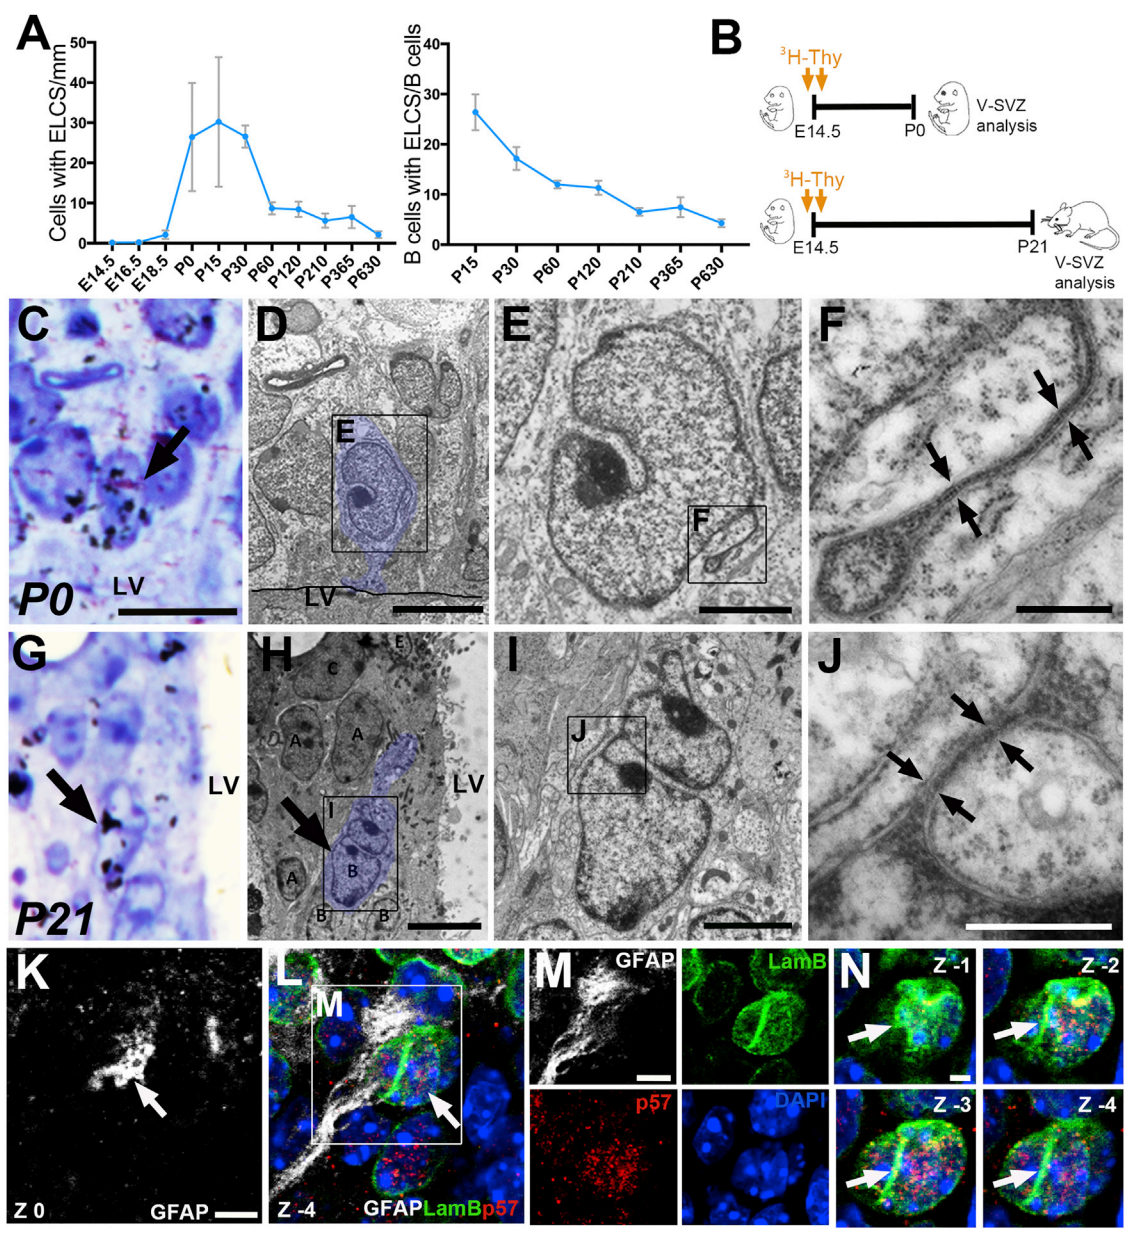 A
Cells with ELCS/mm
50
40
30
20
10
0
E14.5
E16.5
E18.5
P0
P15
P30
P60
P120
P210
P365
P630
B cells with ELCS/B cells
40
30
20
10
0
P15
P30
P60
P120
P210
P365
P630
B
³H-Thy
E14.5
P0
V-SVZ
analysis
³H-Thy
E14.5
P21
V-SVZ
analysis
C
LV
P0
D
E
LV
E
F
F
G
LV
P21
H
E
C
A
A
LV
I
B
A
B
B
I
J
J
K
Z 0
GFAP
L
M
Z -4
GFAPLamBp57
M
GFAP
LamB
p57
DAPI
N
Z -1
Z -2
Z -3
Z -4